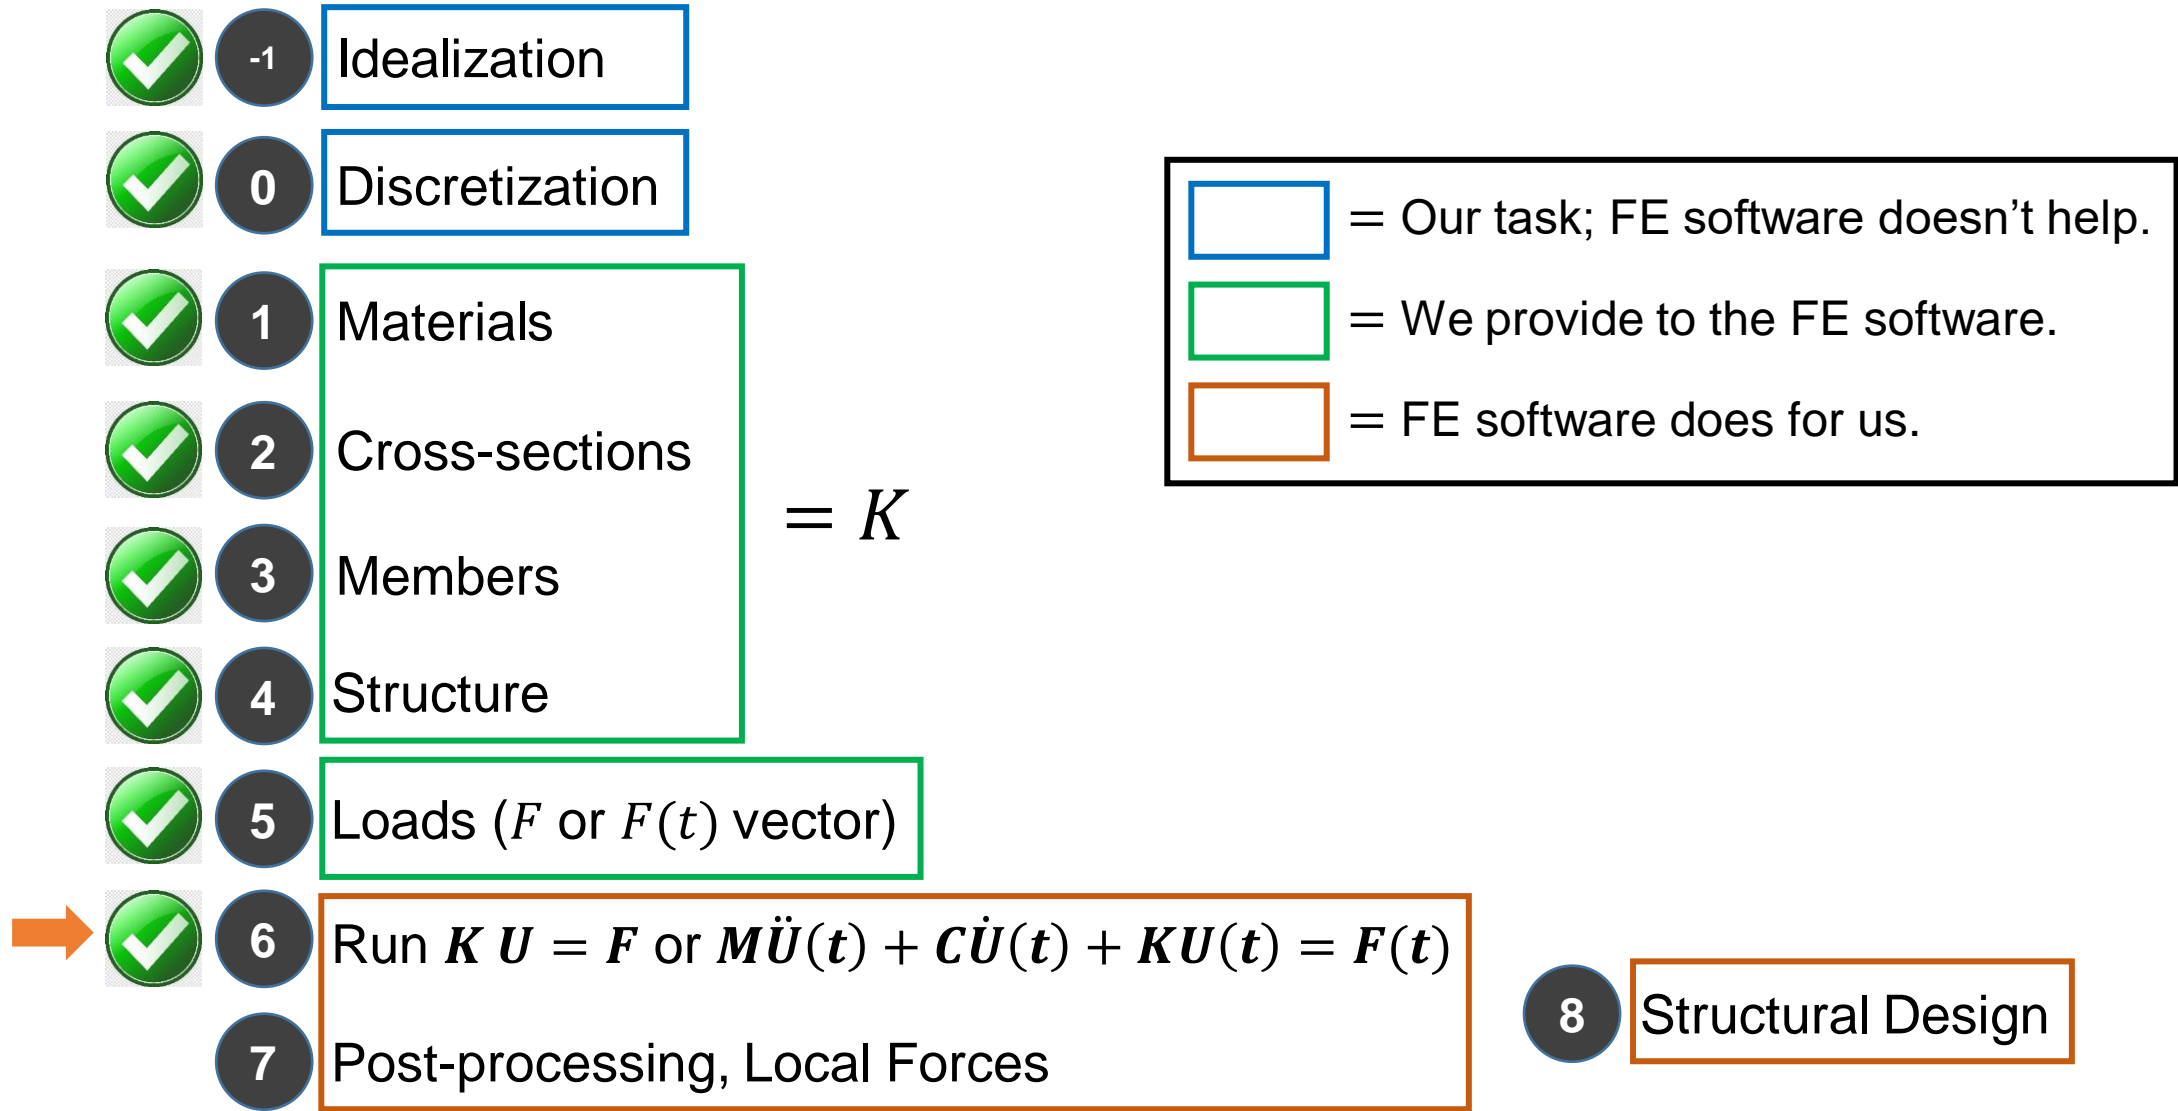 -1 Idealization
0 Discretization
= Our task; FE software doesn’t help.
= We provide to the FE software.
= FE software does for us.
1 Materials
2 Cross-sections
3 Members
4 Structure
= K
5 Loads (F or F(t) vector)
6 Run K U = F or MÜ(t) + CU̇(t) + KU(t) = F(t)
7 Post-processing, Local Forces
8 Structural Design